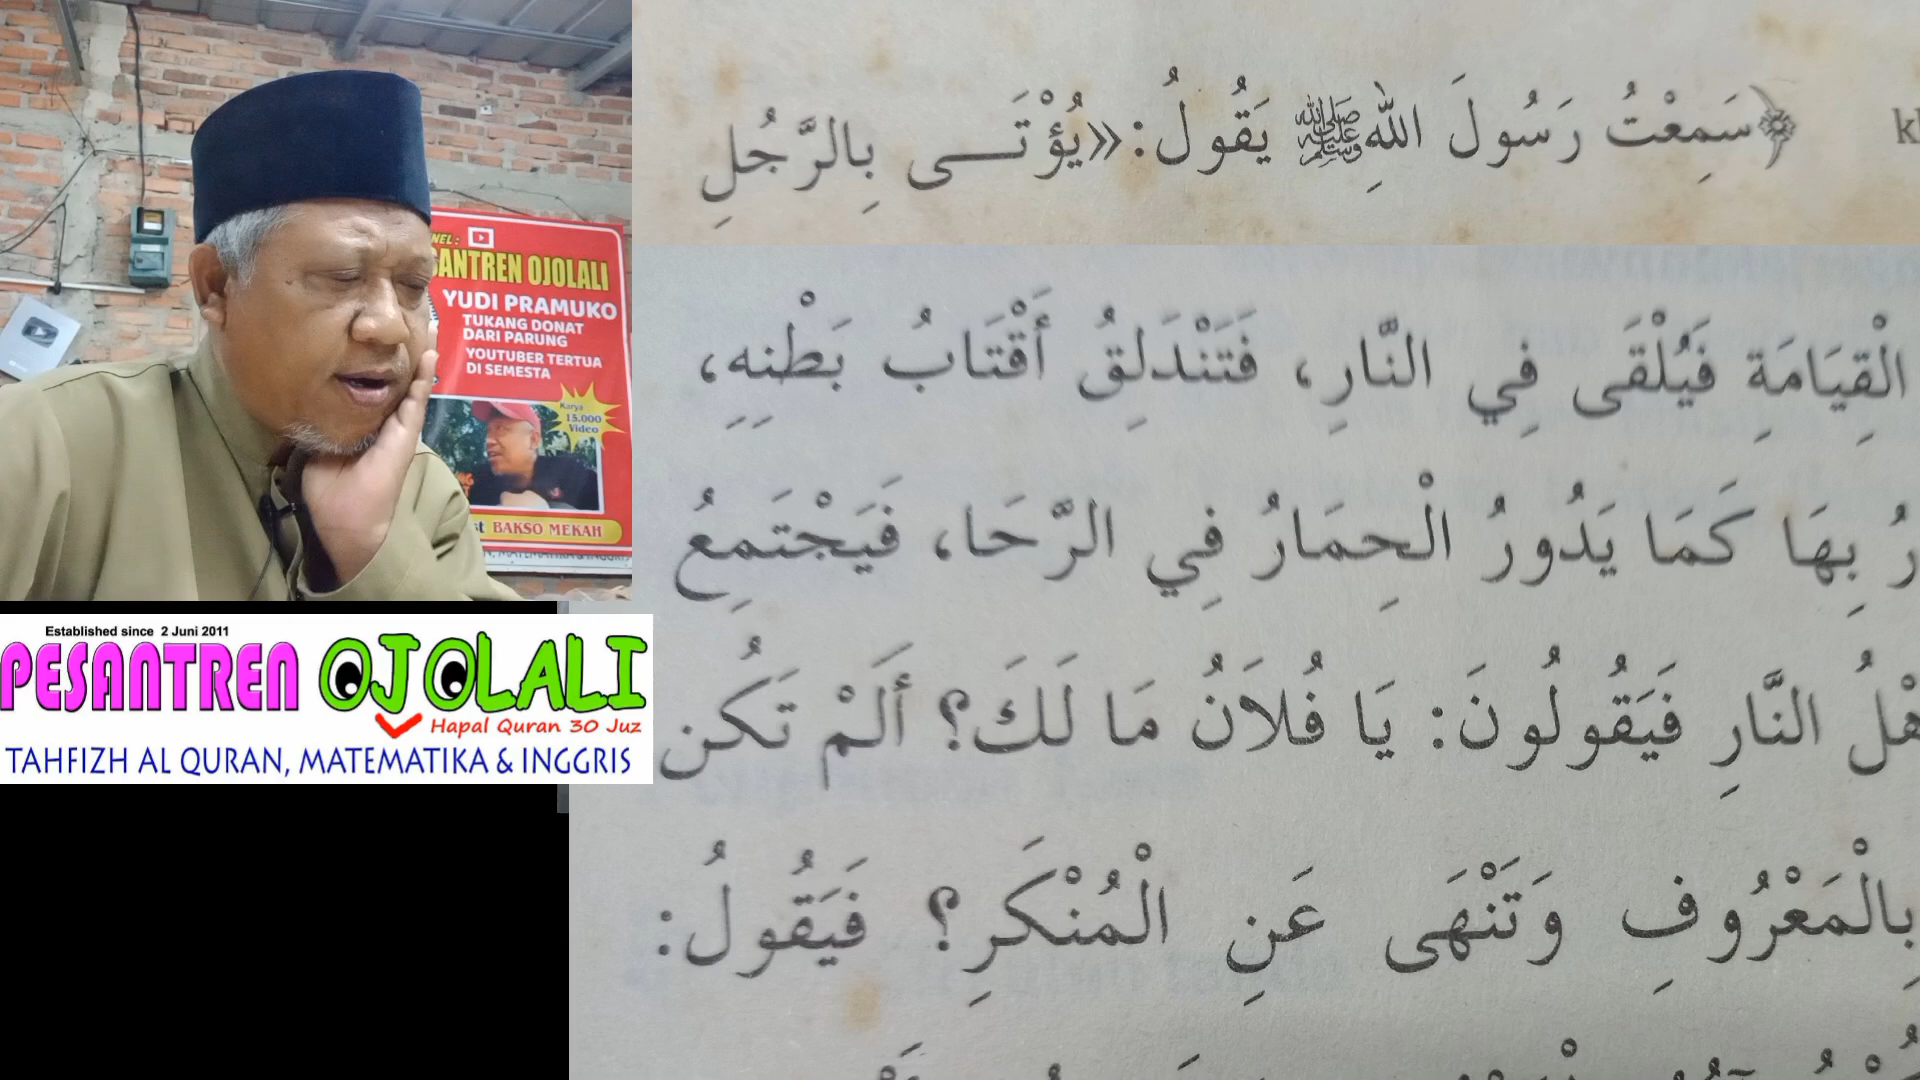 NEL:
SANTREN OJOLALI
YUDI PRAMUKO
TUKANG DONAT
DARI PARUNG
YOUTUBER TERTUA
DI SEMESTA
Karya
15.000
Video
BAKSO MEKAH
Established since 2 Juni 2011
PESANTREN OJOLALI
Hapal Quran 30 Juz
TAHFIZH AL QURAN, MATEMATIKA & INGGRIS
سَمِعْتُ رَسُولَ اللهِ ﷺ يَقُولُ: «يُؤْتَى بِالرَّجُلِ
الْقِيَامَةِ فَيُلْقَى فِي النَّارِ، فَتَنْدَلِقُ أَقْتَابُ بَطْنِهِ،
بِهَا كَمَا يَدُورُ الْحِمَارُ فِي الرَّحَا، فَيَجْتَمِعُ
النَّارِ فَيَقُولُونَ: يَا فُلَانُ مَا لَكَ؟ أَلَمْ تَكُن
بِالْمَعْرُوفِ وَتَنْهَى عَنِ الْمُنْكَرِ؟ فَيَقُولُ: